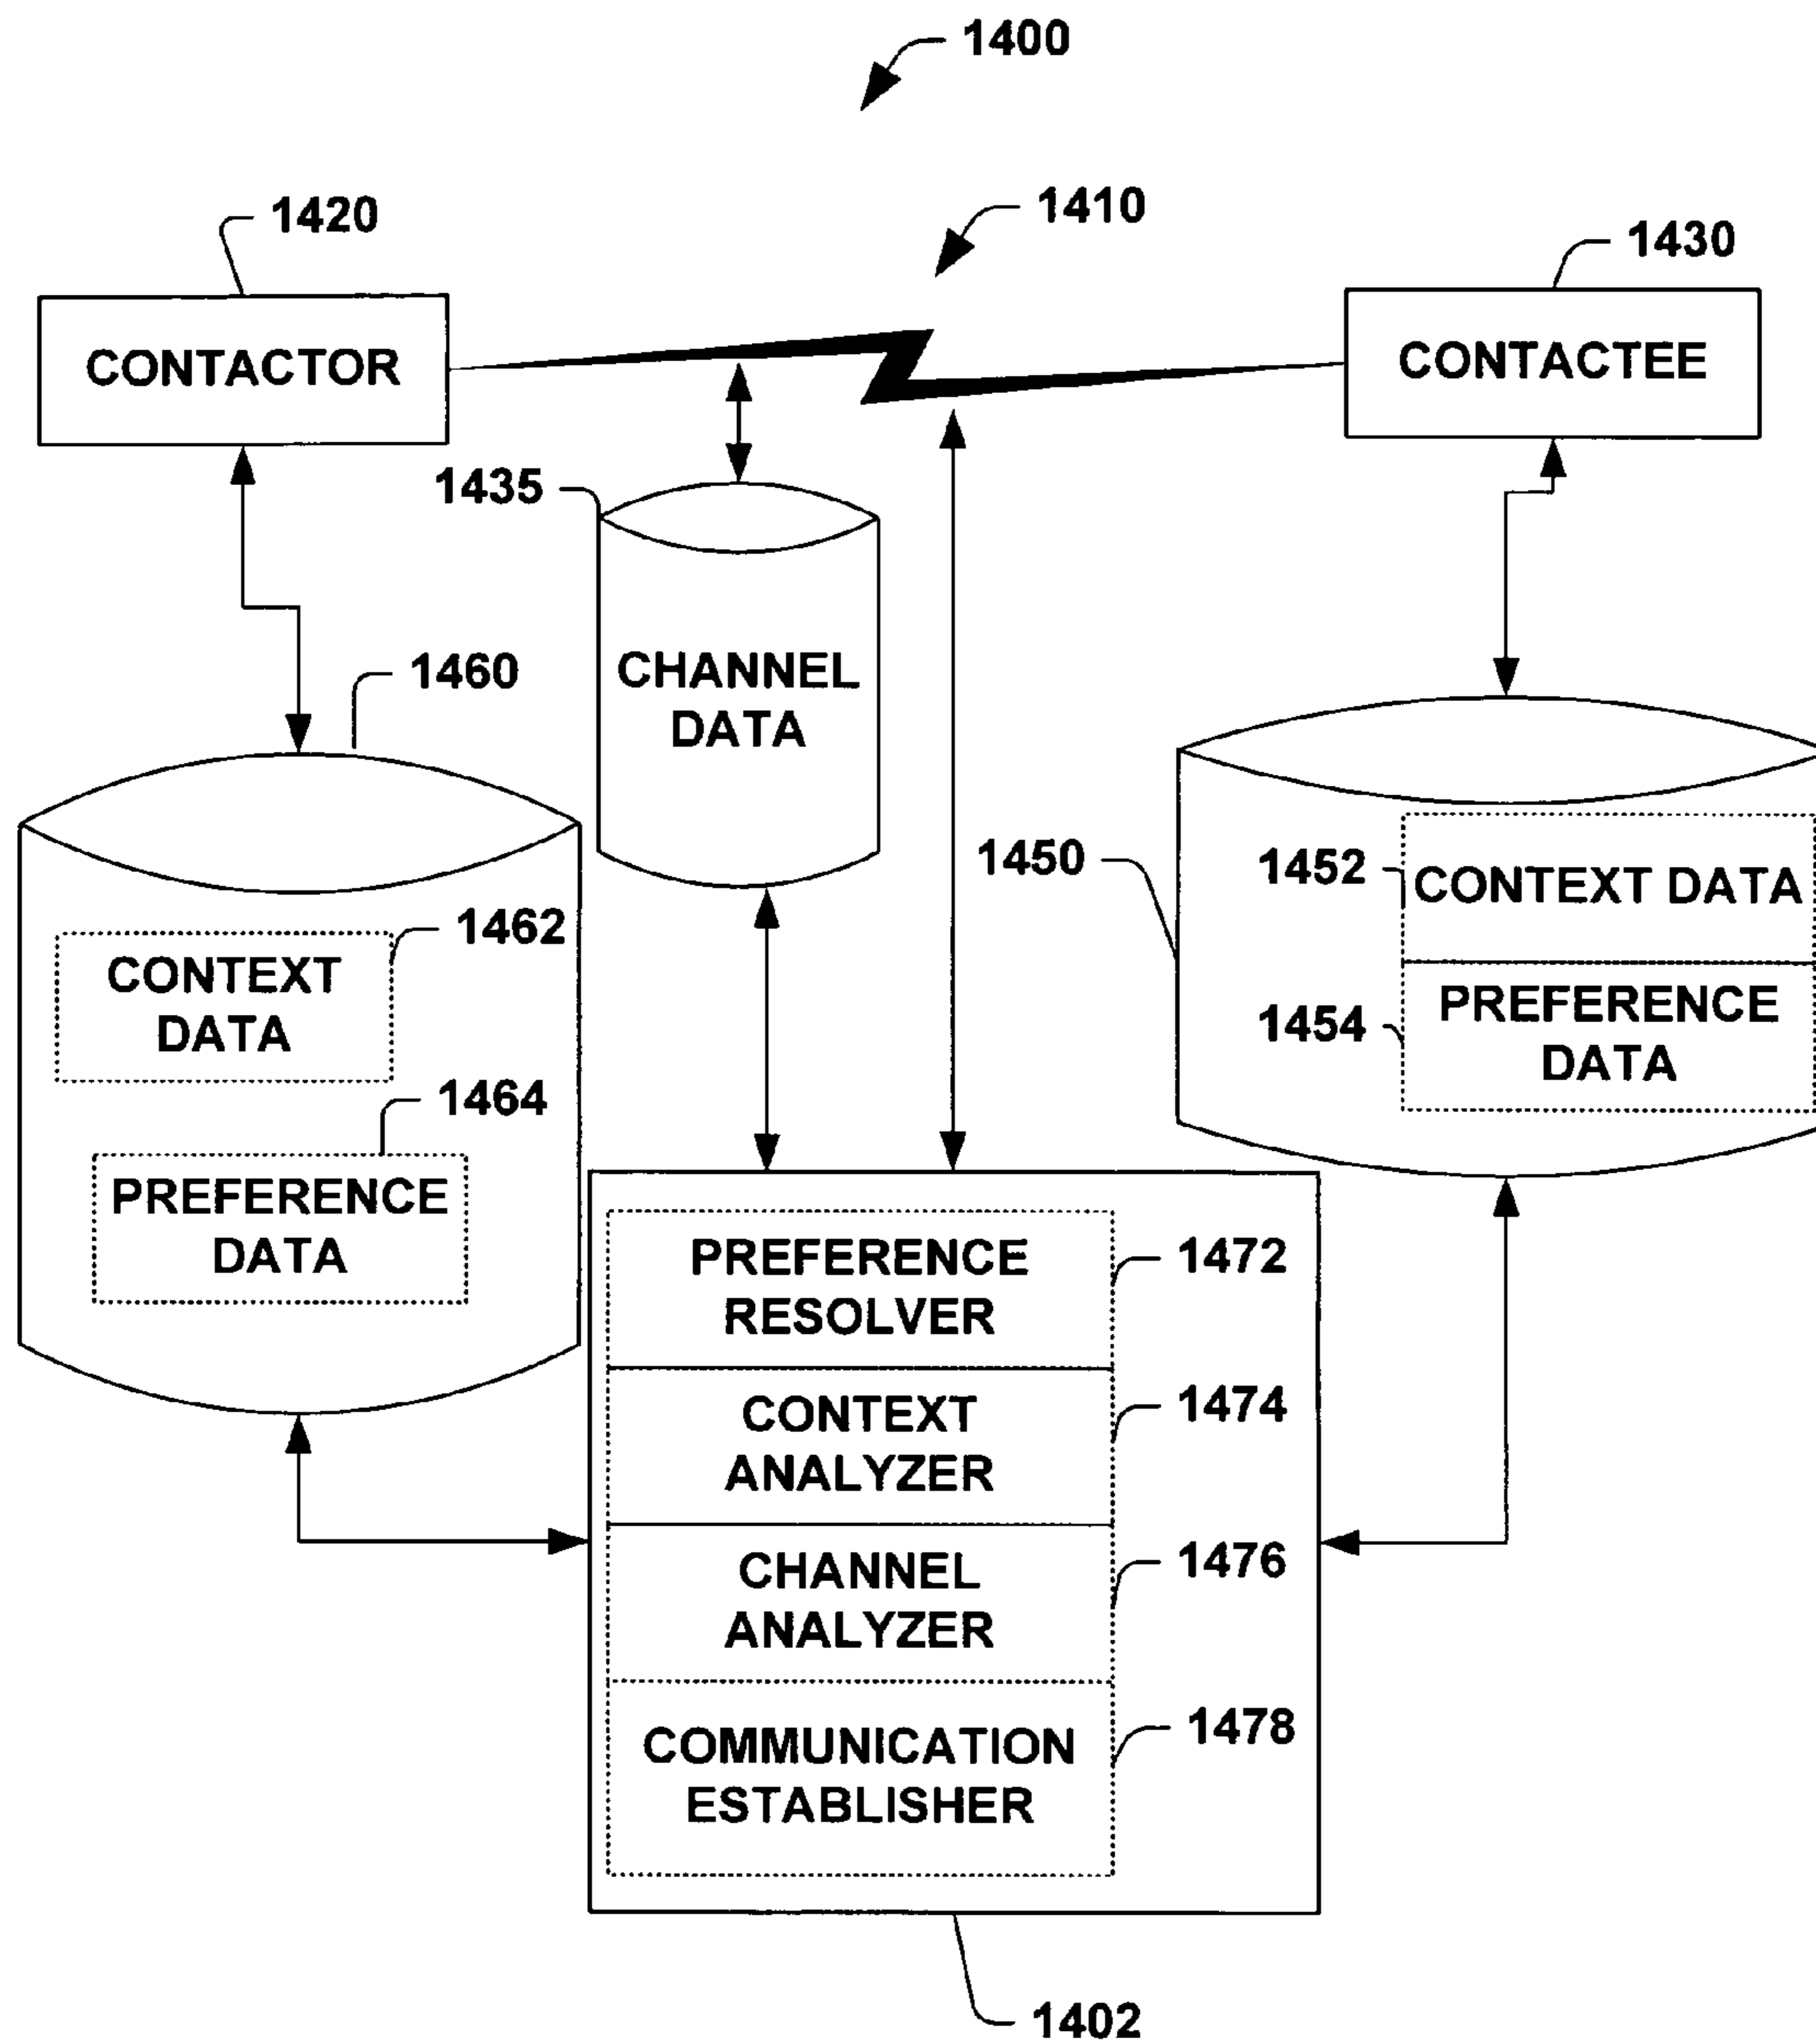 1400
1410
1420
1430
CONTACTOR
CONTACTEE
1435
CHANNEL
DATA
1460
1450
1452
CONTEXT DATA
1454
PREFERENCE
DATA
1462
CONTEXT
DATA
1464
PREFERENCE
DATA
PREFERENCE
RESOLVER
1472
CONTEXT
ANALYZER
1474
CHANNEL
ANALYZER
1476
COMMUNICATION
ESTABLISHER
1478
1402